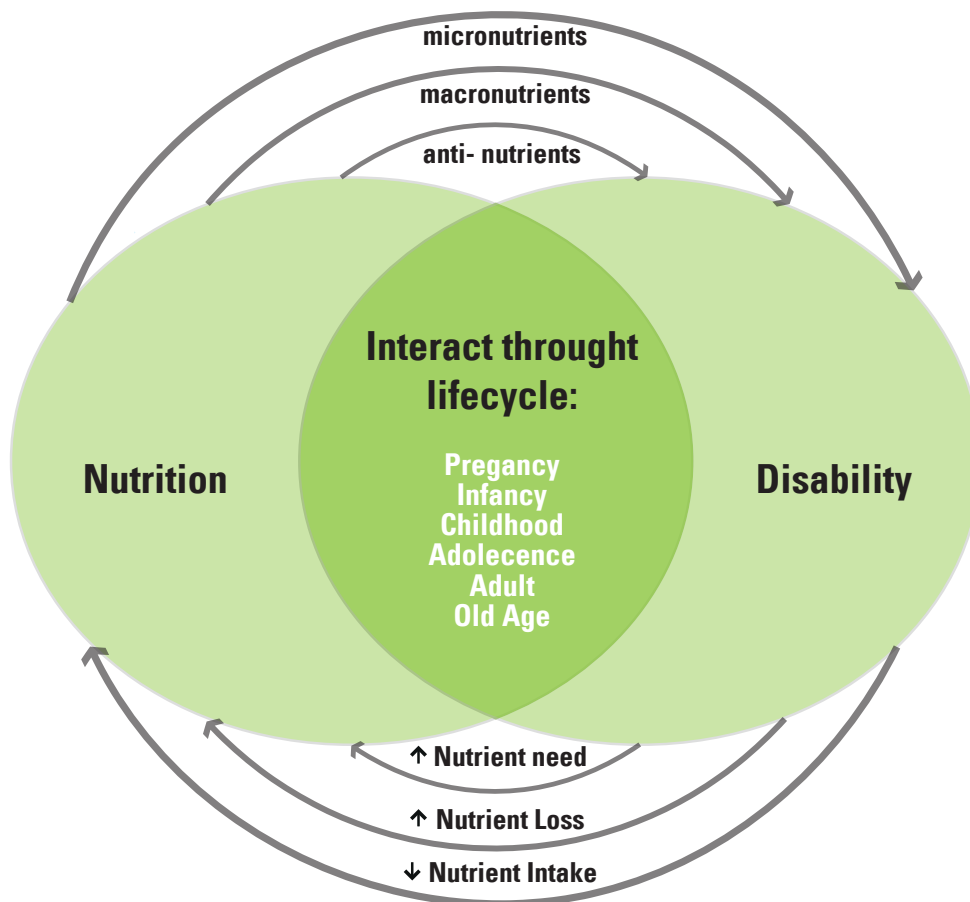 micronutrients
macronutrients
anti- nutrients
Interact throught
lifecycle:
Nutrition
Pregancy
Infancy
Childhood
Adolecence
Adult
Old Age
Disability
↑ Nutrient need
↑ Nutrient Loss
↓ Nutrient Intake